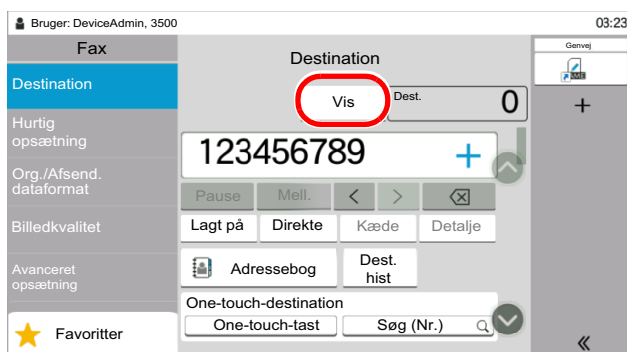 Bruger: DeviceAdmin, 3500
03:23
Fax
Destination
Hurtig
opsætning
Org./Afsend.
dataformat
Billedkvalitet
Avanceret
opsætning
Favoritter
Destination
Vis
Dest.
0
123456789
+
Pause
Mell.
<
>
Lagt på
Direkte
Kæde
Detalje
Adressebog
Dest.
hist
One-touch-destination
One-touch-tast
Søg (Nr.)
Genvej
+
«